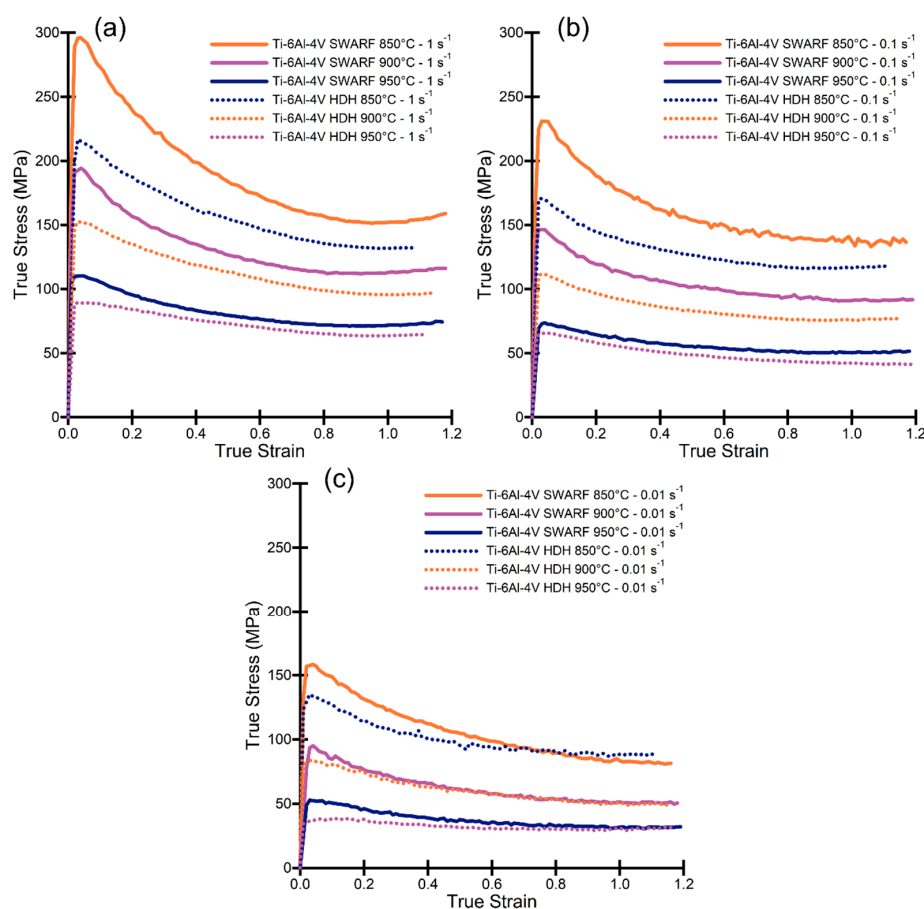 (a)
Ti-6Al-4V SWARF 850°C - 1 s⁻¹
Ti-6Al-4V SWARF 900°C - 1 s⁻¹
Ti-6Al-4V SWARF 950°C - 1 s⁻¹
Ti-6Al-4V HDH 850°C - 1 s⁻¹
Ti-6Al-4V HDH 900°C - 1 s⁻¹
Ti-6Al-4V HDH 950°C - 1 s⁻¹
True Stress (MPa)
300
250
200
150
100
50
0
0.0 0.2 0.4 0.6 0.8 1.0 1.2
True Strain
(b)
Ti-6Al-4V SWARF 850°C - 0.1 s⁻¹
Ti-6Al-4V SWARF 900°C - 0.1 s⁻¹
Ti-6Al-4V SWARF 950°C - 0.1 s⁻¹
Ti-6Al-4V HDH 850°C - 0.1 s⁻¹
Ti-6Al-4V HDH 900°C - 0.1 s⁻¹
Ti-6Al-4V HDH 950°C - 0.1 s⁻¹
True Stress (MPa)
300
250
200
150
100
50
0
0.0 0.2 0.4 0.6 0.8 1.0 1.2
True Strain
(c)
Ti-6Al-4V SWARF 850°C - 0.01 s⁻¹
Ti-6Al-4V SWARF 900°C - 0.01 s⁻¹
Ti-6Al-4V SWARF 950°C - 0.01 s⁻¹
Ti-6Al-4V HDH 850°C - 0.01 s⁻¹
Ti-6Al-4V HDH 900°C - 0.01 s⁻¹
Ti-6Al-4V HDH 950°C - 0.01 s⁻¹
True Stress (MPa)
300
250
200
150
100
50
0
0.0 0.2 0.4 0.6 0.8 1.0 1.2
True Strain